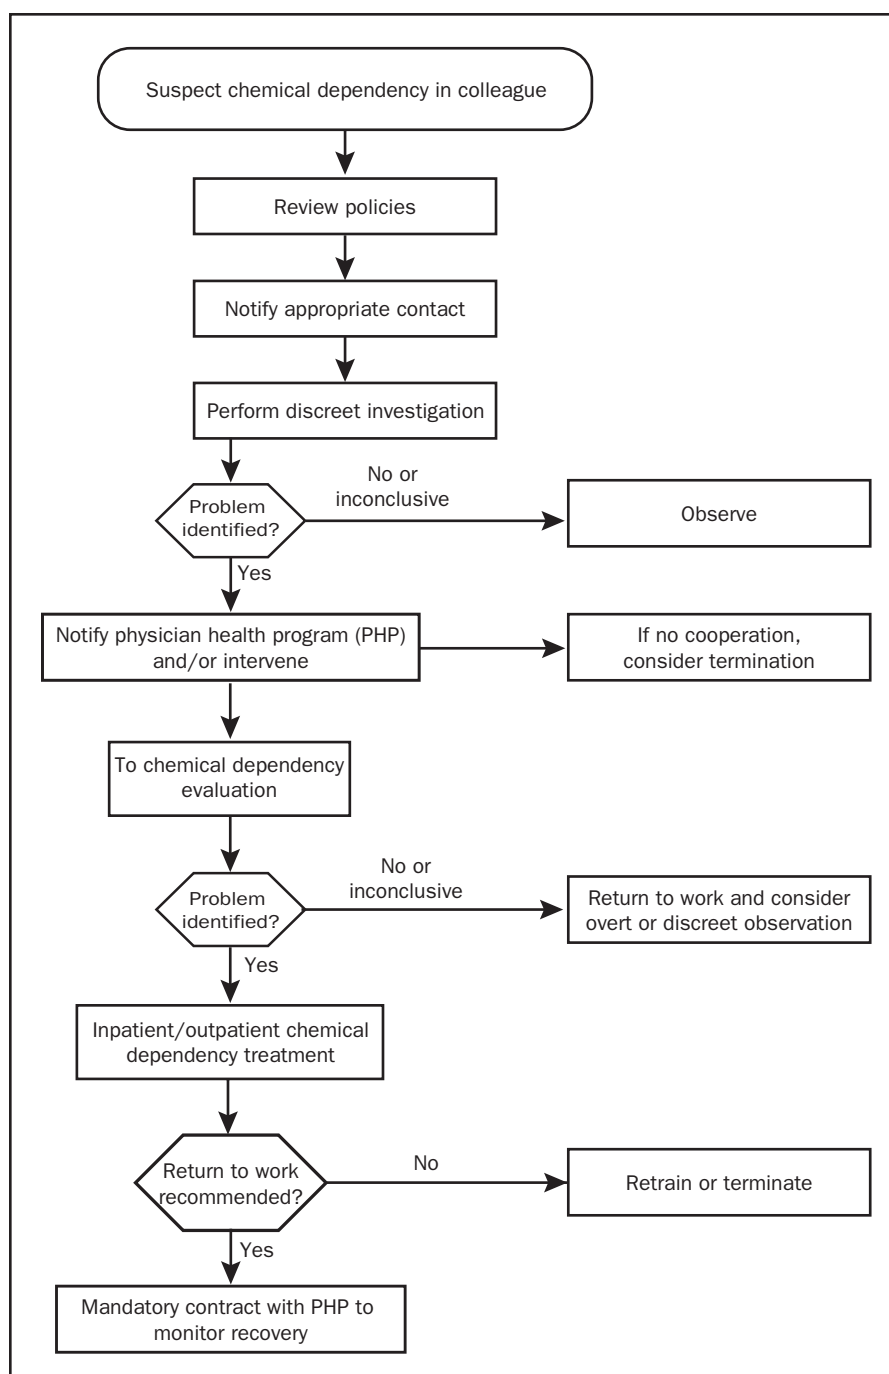 Suspect chemical dependency in colleague
Review policies
Notify appropriate contact
Perform discreet investigation
Problem
identified?
No or
inconclusive
Observe
Yes
Notify physician health program (PHP)
and/or intervene
If no cooperation,
consider termination
To chemical dependency
evaluation
Problem
identified?
No or
inconclusive
Return to work and consider
overt or discreet observation
Yes
Inpatient/outpatient chemical
dependency treatment
Return to work
recommended?
No
Retrain or terminate
Yes
Mandatory contract with PHP to
monitor recovery